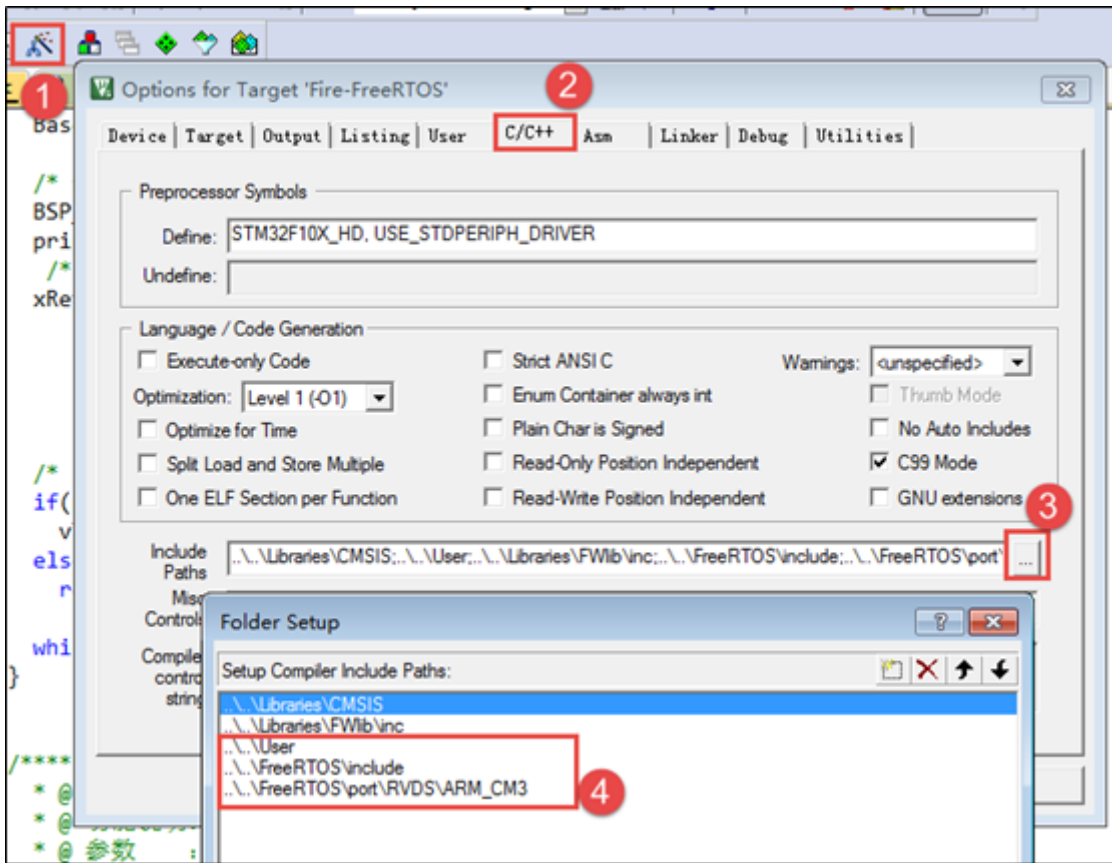 1
2
Options for Target 'Fire-FreeRTOS'
Bas
Device Target Output Listing User C/C++ Asm Linker Debug Utilities
/*
BSP
pri
/*
xRe
Preprocessor Symbols
Define: STM32F10X_HD, USE_STDPERIPH_DRIVER
Undefine:
Language / Code Generation
Execute-only Code Strict ANSI C Warnings: <unspecified>
Optimization: Level 1 (-O1) Enum Container always int Thumb Mode
Optimize for Time Plain Char is Signed No Auto Includes
Split Load and Store Multiple Read-Only Position Independent C99 Mode
One ELF Section per Function Read-Write Position Independent GNU extensions
/*
if(
v
els
r
whi
}
3
Include Paths ..\..\Libraries\CMSIS;..\..\User;..\..\Libraries\FWlib\inc;..\..\FreeRTOS\include;..\..\FreeRTOS\port\ ...
Misc
Controls
Compiler
control
string
Folder Setup
Setup Compiler Include Paths:
..\..\Libraries\CMSIS
..\..\Libraries\FWlib\inc
..\..\User
..\..\FreeRTOS\include
..\..\FreeRTOS\port\RVDS\ARM_CM3
4
/****
* @
* @
* @ 参数 :